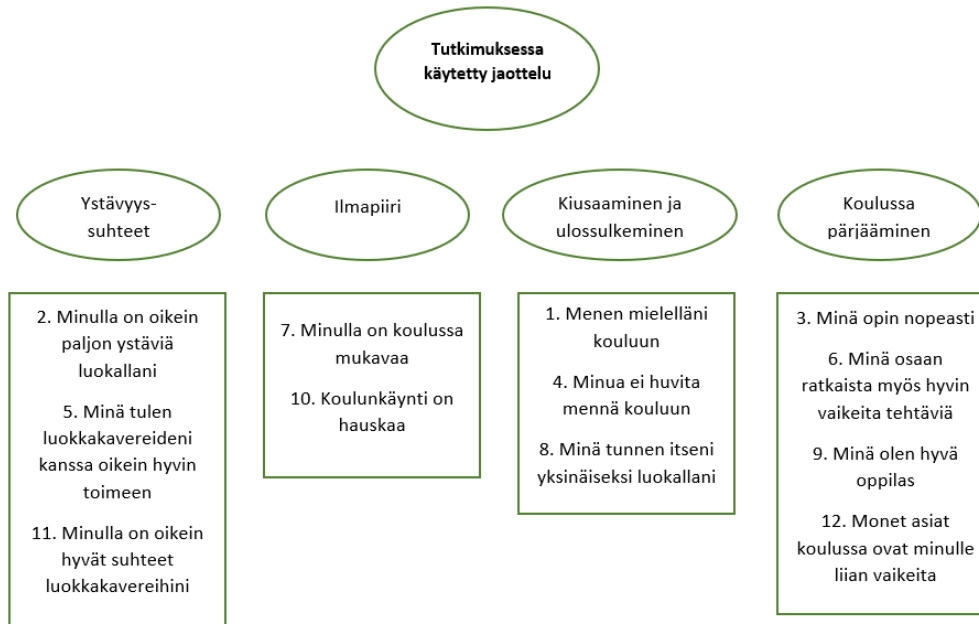 Tutkimuksessa
käytetty jaottelu
Ystävyys-
suhteet
2. Minulla on oikein
paljon ystäviä
luokallani
5. Minä tulen
luokkakavereideni
kanssa oikein hyvin
toimeen
11. Minulla on oikein
hyvät suhteet
luokkakavereihini
Ilmapiiri
7. Minulla on koulussa
mukavaa
10. Koulunkäynti on
hauskaa
Kiusaaminen ja
ulossulkeminen
1. Menen mielelläni
kouluun
4. Minua ei huvita
mennä kouluun
8. Minä tunnen itseni
yksinäiseksi luokallani
Koulussa
pärjääminen
3. Minä opin nopeasti
6. Minä osaan
ratkaista myös hyvin
vaikeita tehtäviä
9. Minä olen hyvä
oppilas
12. Monet asiat
koulussa ovat minulle
liian vaikeita